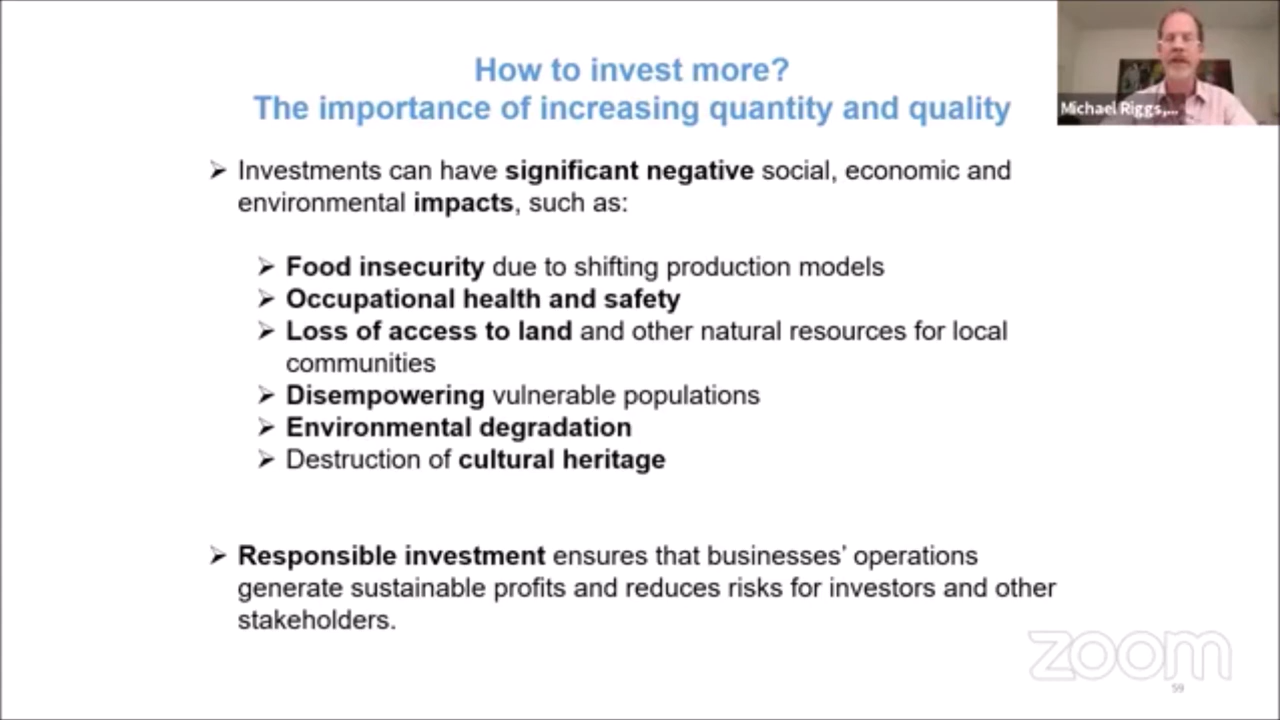 How to invest more?
The importance of increasing quantity and quality
Michael Riggs,...
➢ Investments can have significant negative social, economic and
environmental impacts, such as:
➢ Food insecurity due to shifting production models
➢ Occupational health and safety
➢ Loss of access to land and other natural resources for local
communities
➢ Disempowering vulnerable populations
➢ Environmental degradation
➢ Destruction of cultural heritage
➢ Responsible investment ensures that businesses’ operations
generate sustainable profits and reduces risks for investors and other
stakeholders.
zoom
59